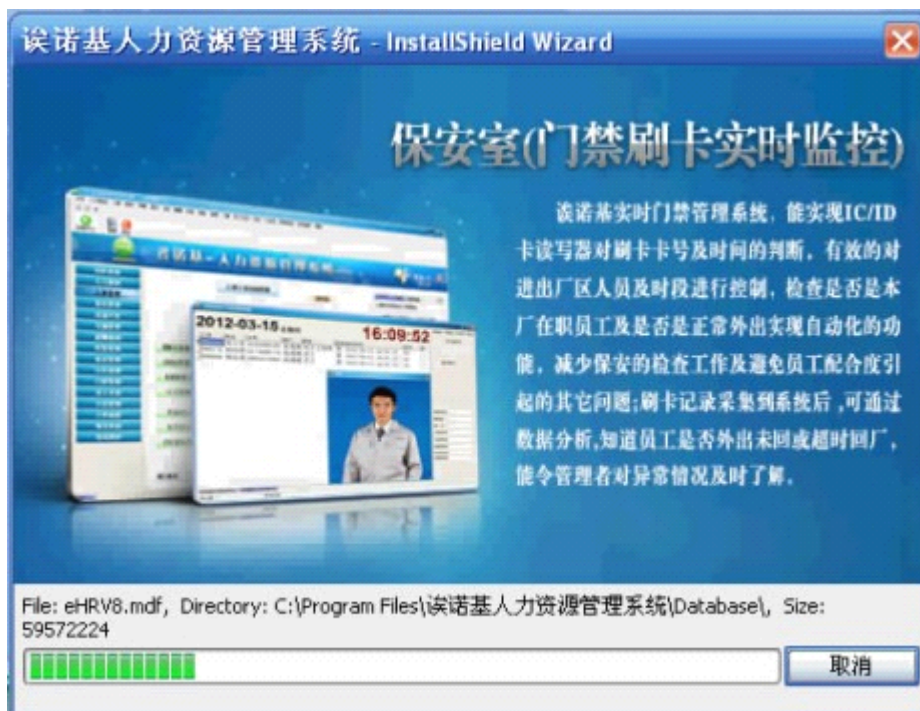 诶诺基人力资源管理系统 - InstallShield Wizard
保安室(门禁刷卡实时监控)
诶诺基实时门禁管理系统，能实现IC/ID
卡读写器对刷卡卡号及时间的判断，有效的对
进出厂区人员及时段进行控制，检查是否是本
厂在职员工及是否是正常外出实现自动化的功
能，减少保安的检查工作及避免员工配合度引
起的其它问题;刷卡记录采集到系统后,可通过
数据分析,知道员工是否外出未回或超时回厂，
能令管理者对异常情况及时了解。
2012-03-15
16:09:52
File: eHRV8.mdf, Directory: C:\Program Files\诶诺基人力资源管理系统\Database\, Size:
59572224
取消